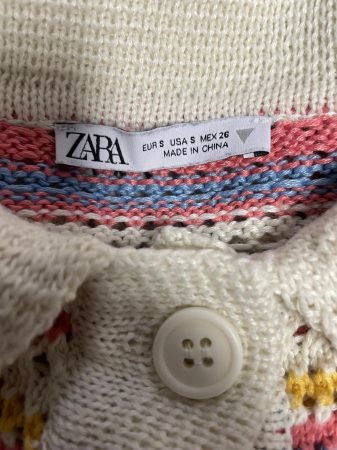 ZARA
EUR S USA S MEX 26
MADE IN CHINA